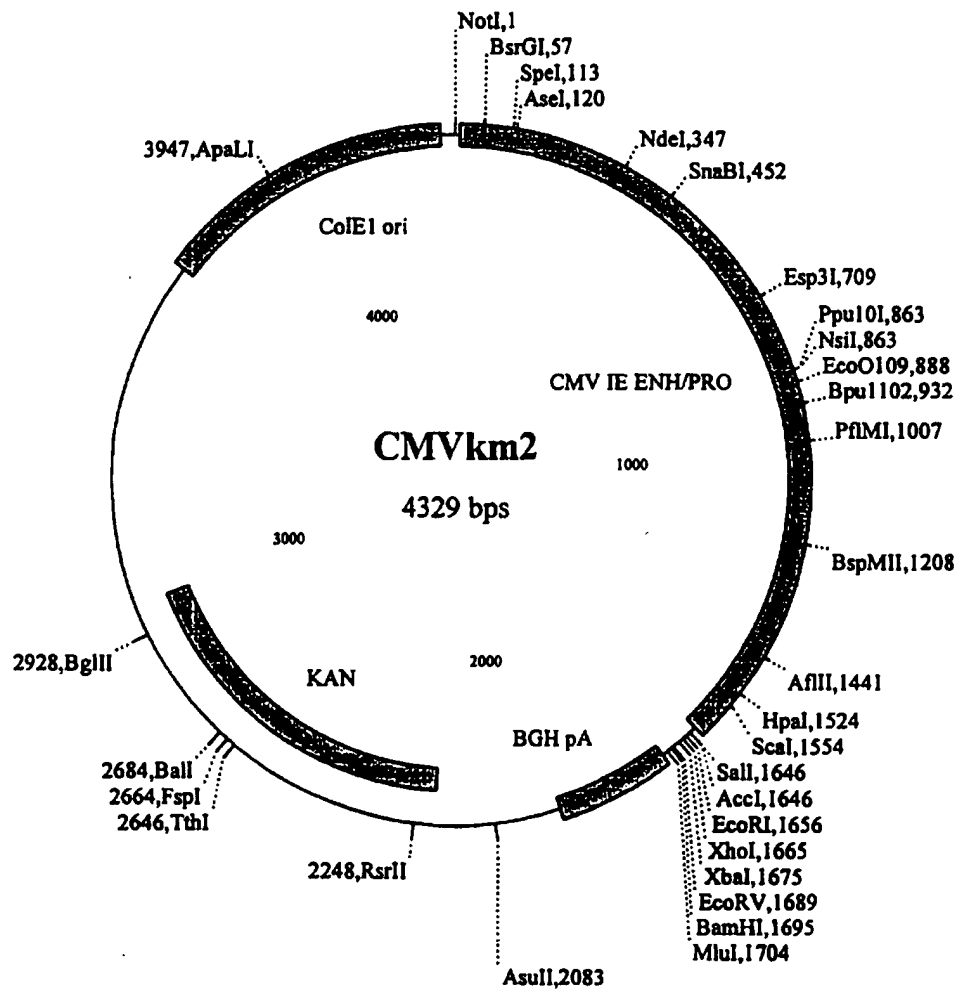 NotI,1
BsrGI,57
SpeI,113
AseI,120
3947,ApaLI
NdeI,347
SnaBI,452
ColE1 ori
Esp3I,709
4000
Ppu10I,863
NsiI,863
EcoO109,888
CMV IE ENH/PRO
Bpu1102,932
PflMI,1007
CMVkm2
1000
4329 bps
3000
BspMII,1208
2928,BglII
KAN
2000
AflII,1441
HpaI,1524
BGH pA
ScaI,1554
2684,BalI
SalI,1646
2664,FspI
AccI,1646
2646,TthI
EcoRI,1656
XhoI,1665
2248,RsrII
XbaI,1675
EcoRV,1689
BamHI,1695
MluI,1704
AsuII,2083